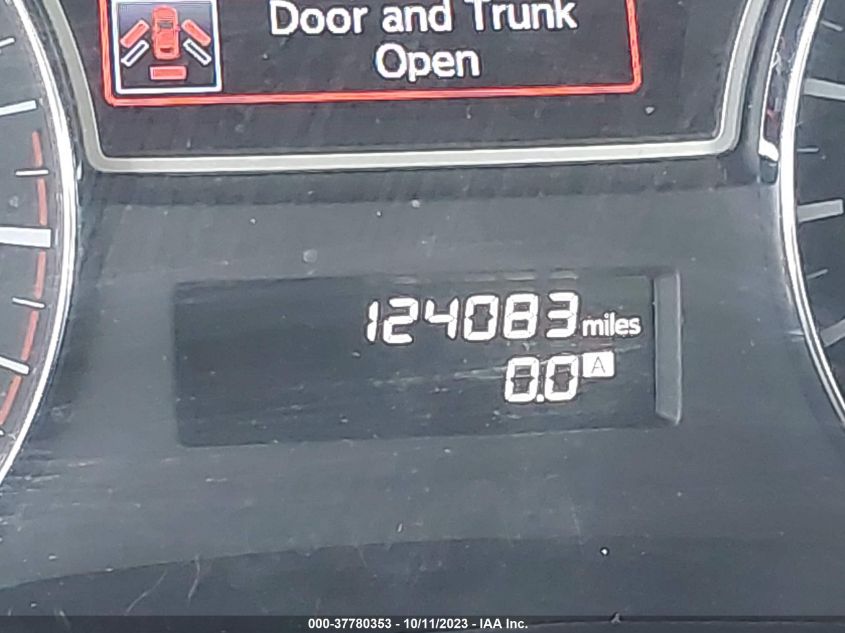 Door and Trunk
Open
124083 miles
0.0 A
000-37780353 - 10/11/2023 - IAA Inc.